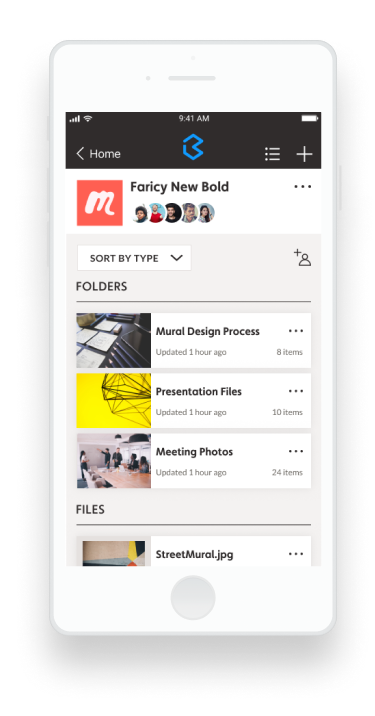 9:41 AM
Home
Faricy New Bold
SORT BY TYPE
FOLDERS
Mural Design Process
Updated 1 hour ago 8 items
Presentation Files
Updated 1 hour ago 10 items
Meeting Photos
Updated 1 hour ago 24 items
FILES
StreetMural.jpg